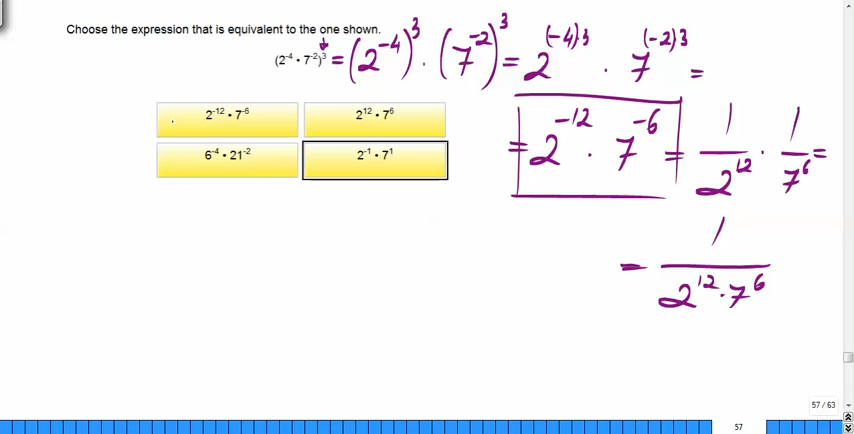 Choose the expression that is equivalent to the one shown.
(2⁻⁴ • 7⁻²)³ = (2⁻⁴)³ · (7⁻²)³ = 2⁽⁻⁴⁾·³ · 7⁽⁻²⁾·³ =
2⁻¹² • 7⁻⁶ 2¹² • 7⁶
= 2⁻¹² · 7⁻⁶ = 1/2¹² · 1/7⁶ =
6⁻⁴ • 21⁻² 2⁻¹ • 7¹
= 1/(2¹² · 7⁶)
57 / 63
57